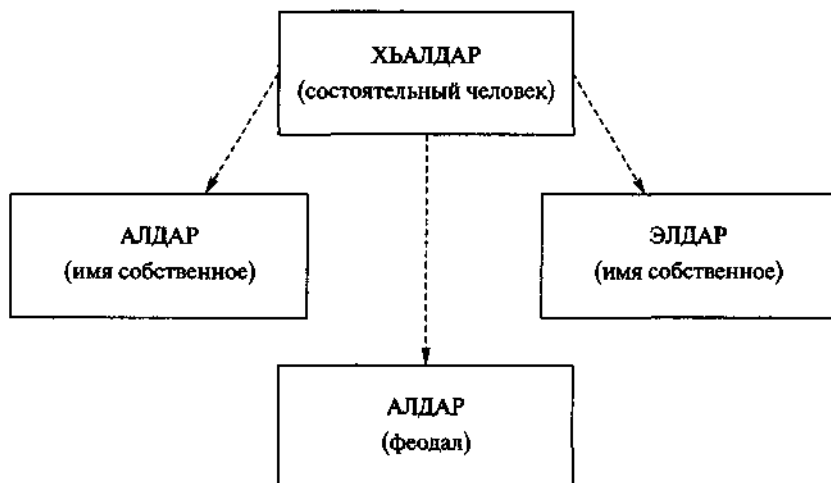 ХЬАЛДАР
(состоятельный человек)
АЛДАР
(имя собственное)
ЭЛДАР
(имя собственное)
АЛДАР
(феодал)